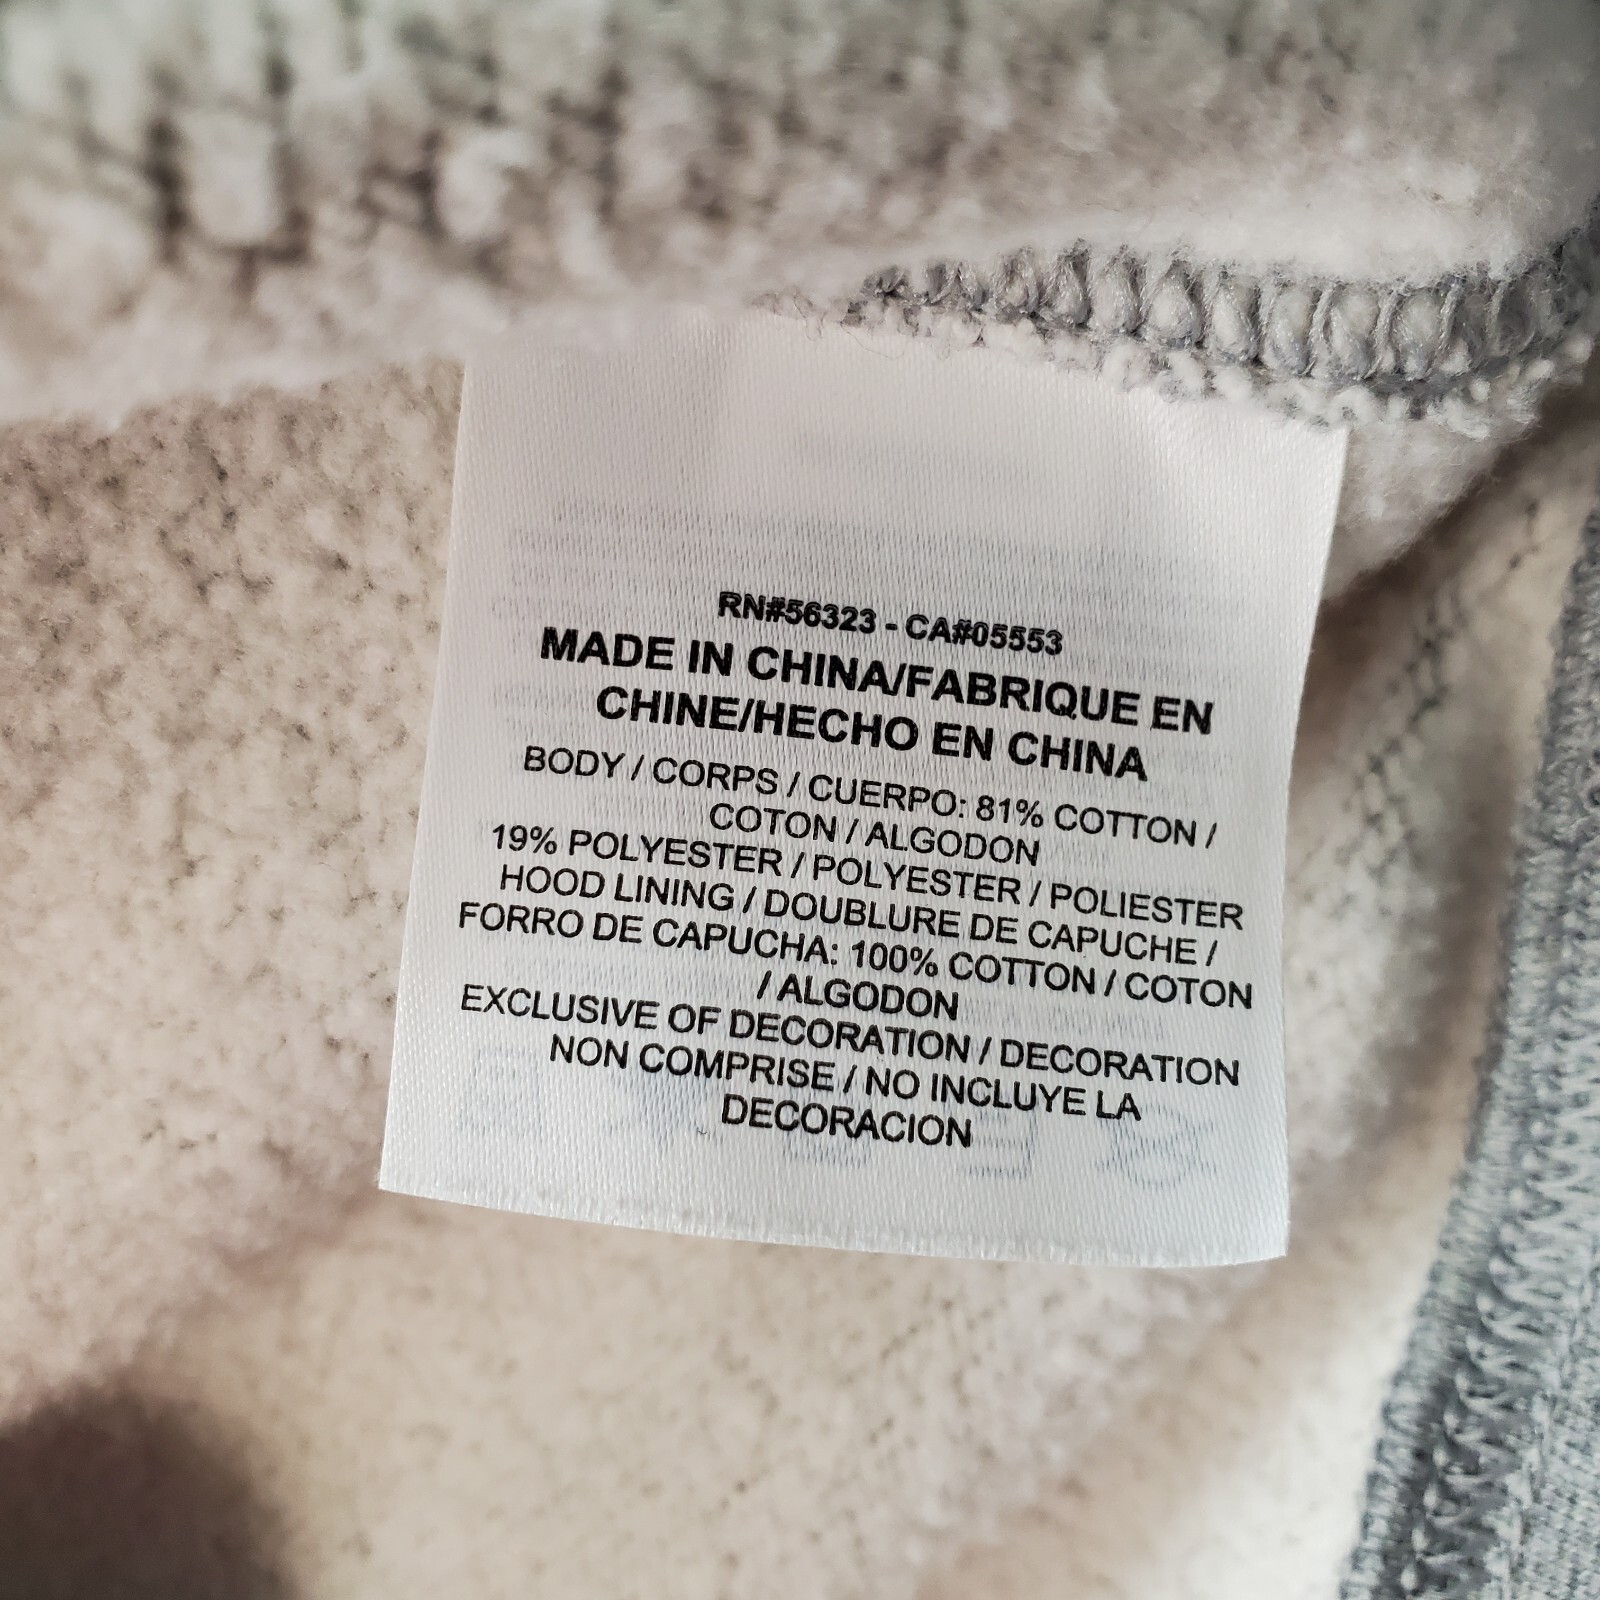 RN#56323 - CA#05553
MADE IN CHINA/FABRIQUE EN
CHINE/HECHO EN CHINA
BODY / CORPS / CUERPO: 81% COTTON /
COTON / ALGODON
19% POLYESTER / POLYESTER / POLIESTER
HOOD LINING / DOUBLURE DE CAPUCHE /
FORRO DE CAPUCHA: 100% COTTON / COTON
/ ALGODON
EXCLUSIVE OF DECORATION / DECORATION
NON COMPRISE / NO INCLUYE LA
DECORACION